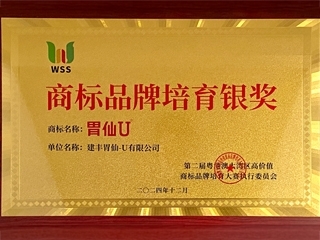 WSS
商标品牌培育银奖
商标名称：胃仙U
单位名称：建丰胃仙-U有限公司
第二届粤港澳大湾区高价值
商标品牌培育大赛执行委员会
二〇二四年十二月